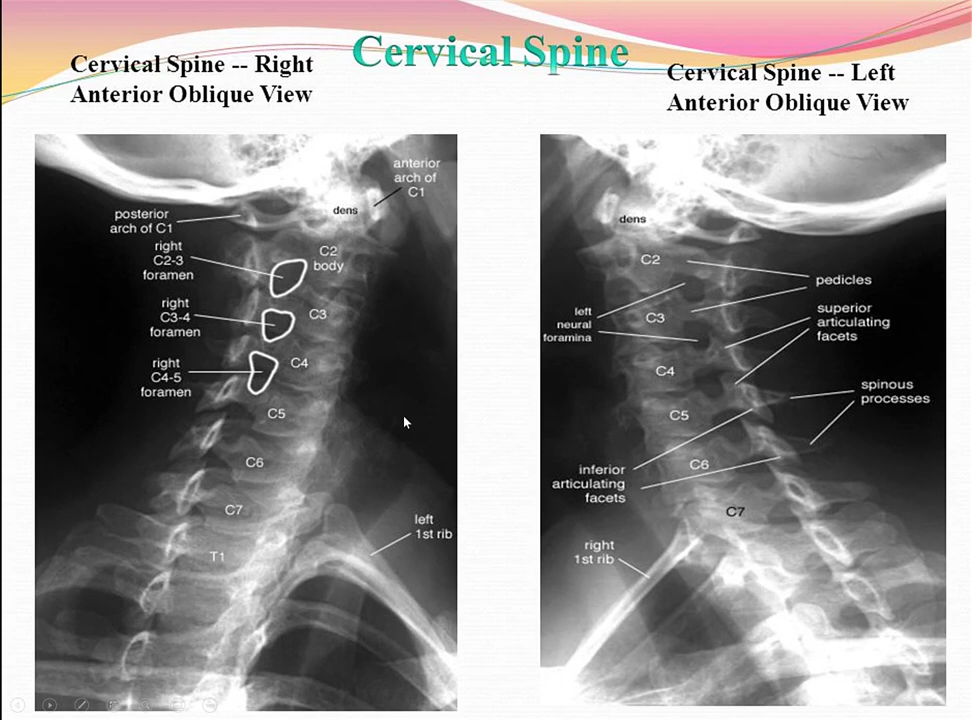 Cervical Spine
Cervical Spine -- Right
Anterior Oblique View
Cervical Spine -- Left
Anterior Oblique View
anterior
arch of
C1
dens
posterior
arch of C1
right
C2-3
foramen
C2
body
right
C3-4
foramen
C3
right
C4-5
foramen
C4
C5
C6
C7
T1
left
1st rib
dens
C2
pedicles
left
neural
foramina
C3
superior
articulating
facets
C4
spinous
processes
C5
C6
inferior
articulating
facets
C7
right
1st rib